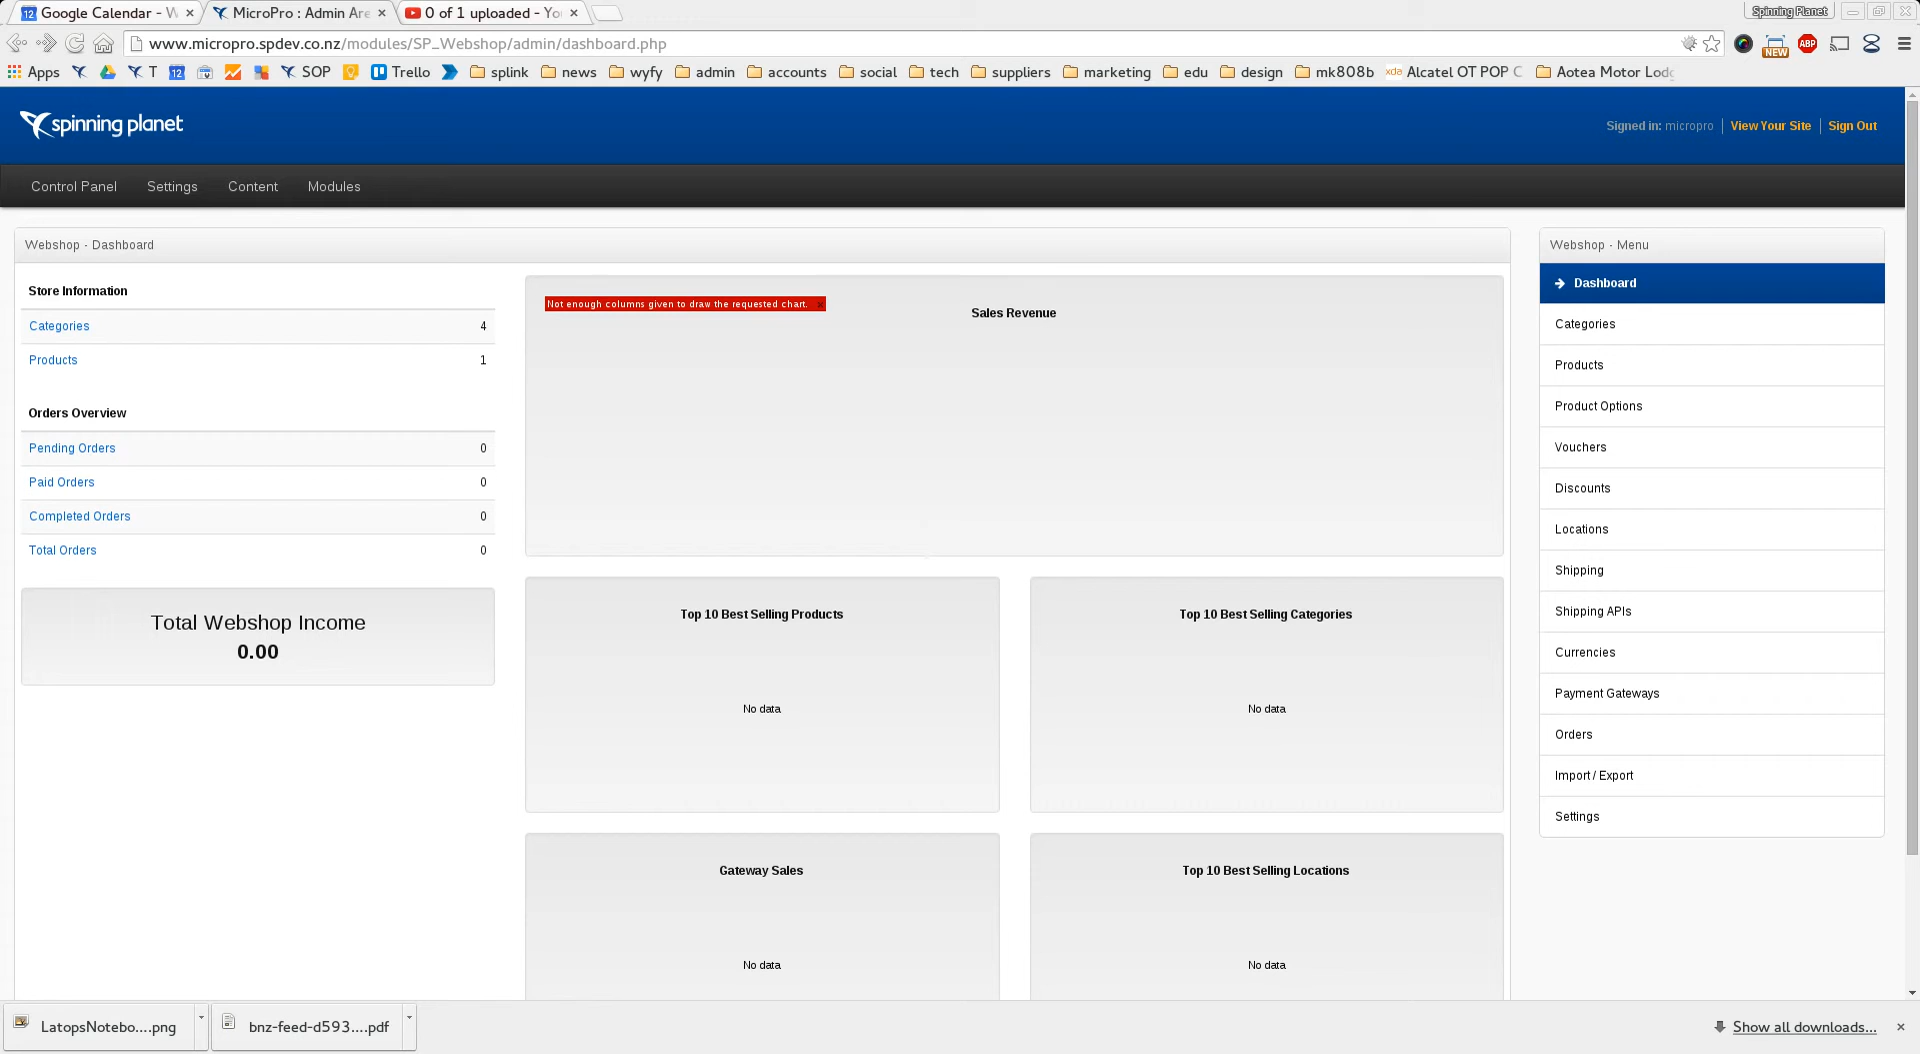 Google Calendar - W
MicroPro : Admin Are
0 of 1 uploaded - Yo
Spinning Planet
www.micropro.spdev.co.nz/modules/SP_Webshop/admin/dashboard.php
NEW
ABP
Apps
T
12
SOP
Trello
splink
news
wyfy
admin
accounts
social
tech
suppliers
marketing
edu
design
mk808b
xda
Alcatel OT POP C
Aotea Motor Lodg
spinning planet
Signed in: micropro
View Your Site
Sign Out
Control Panel
Settings
Content
Modules
Webshop - Dashboard
Store Information
Categories 4
Products 1
Orders Overview
Pending Orders 0
Paid Orders 0
Completed Orders 0
Total Orders 0
Total Webshop Income
0.00
Not enough columns given to draw the requested chart. ×
Sales Revenue
Top 10 Best Selling Products
No data
Top 10 Best Selling Categories
No data
Gateway Sales
No data
Top 10 Best Selling Locations
No data
Webshop - Menu
Dashboard
Categories
Products
Product Options
Vouchers
Discounts
Locations
Shipping
Shipping APIs
Currencies
Payment Gateways
Orders
Import / Export
Settings
LatopsNotebo....png
bnz-feed-d593....pdf
Show all downloads...